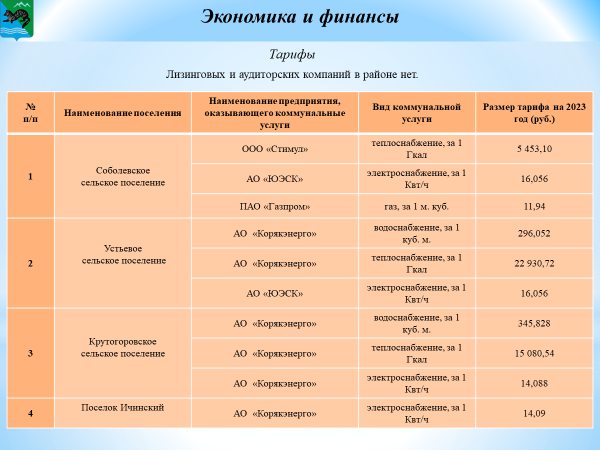 Экономика и финансы
Тарифы
Лизинговых и аудиторских компаний в районе нет.
№
п/п
Наименование поселения
Наименование предприятия,
оказывающего коммунальные
услуги
Вид коммунальной
услуги
Размер тарифа на 2023
год (руб.)
1
Соболевское
сельское поселение
ООО «Стимул»
теплоснабжение, за 1
Гкал
5 453,10
АО «ЮЭСК»
электроснабжение, за 1
Квт/ч
16,056
ПАО «Газпром»
газ, за 1 м. куб.
11,94
2
Устьевое
сельское поселение
АО «Корякэнерго»
водоснабжение, за 1
куб. м.
296,052
АО «Корякэнерго»
теплоснабжение, за 1
Гкал
22 930,72
АО «ЮЭСК»
электроснабжение, за 1
Квт/ч
16,056
3
Крутогоровское
сельское поселение
АО «Корякэнерго»
водоснабжение, за 1
куб. м.
345,828
АО «Корякэнерго»
теплоснабжение, за 1
Гкал
15 080,54
АО «Корякэнерго»
электроснабжение, за 1
Квт/ч
14,088
4
Поселок Ичинский
АО «Корякэнерго»
электроснабжение, за 1
Квт/ч
14,09